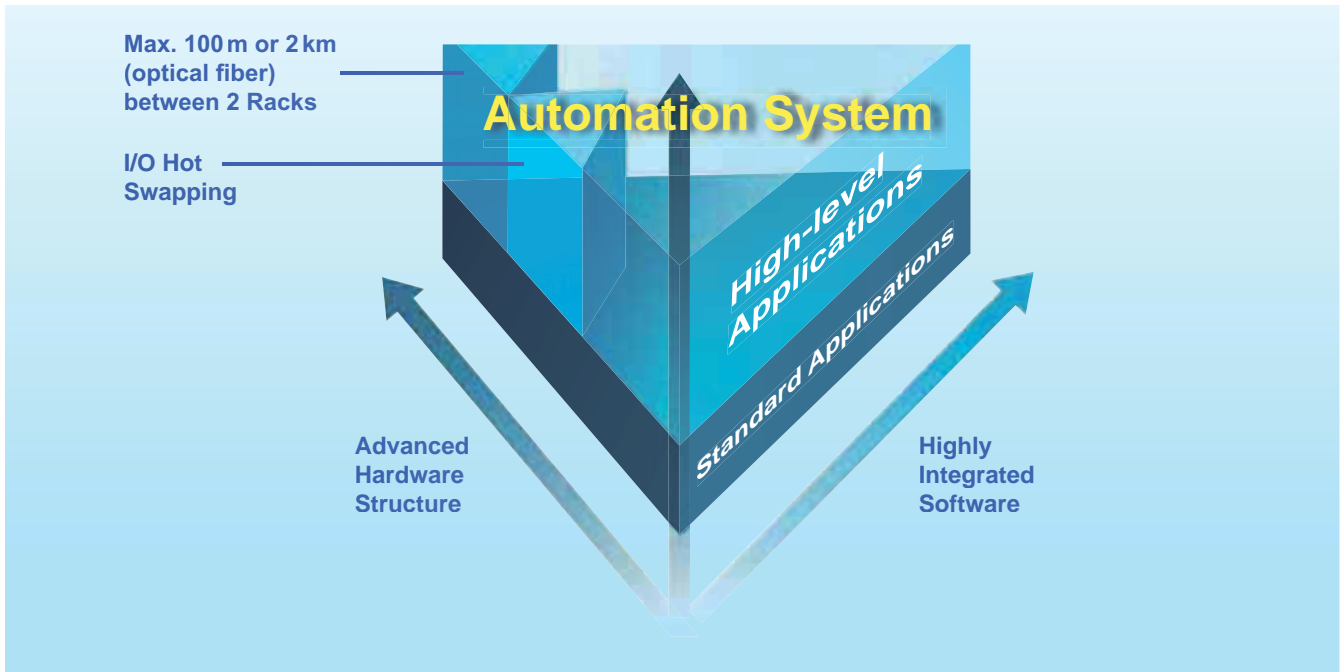 Max. 100 m or 2 km
(optical fiber)
between 2 Racks
I/O Hot
Swapping
Automation System
High-level
Applications
Standard Applications
Advanced
Hardware
Structure
Highly
Integrated
Software